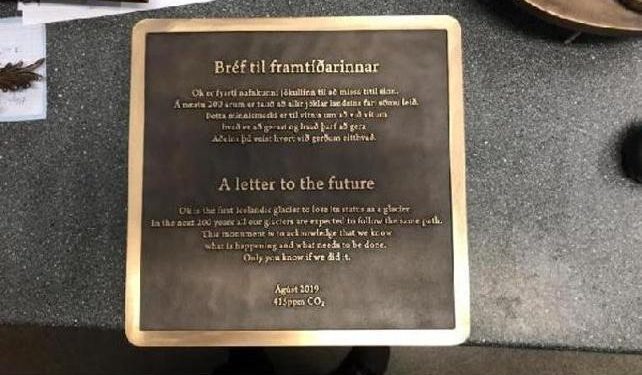 Bréf til framtíðarinnar
Ok er fyrsti nafnkunni jökullinn til að missa titil sinn.
Á næstu 200 árum er talið að allir jöklar landsins fari sömu leið.
Þetta minnismerki er til vitnis um að við vitum
hvað er að gerast og hvað þarf að gera.
Aðeins þú veist hvort við gerðum eitthvað.
A letter to the future
Ok is the first Icelandic glacier to lose its status as a glacier.
In the next 200 years all our glaciers are expected to follow the same path.
This monument is to acknowledge that we know
what is happening and what needs to be done.
Only you know if we did it.
Ágúst 2019
415ppm CO₂